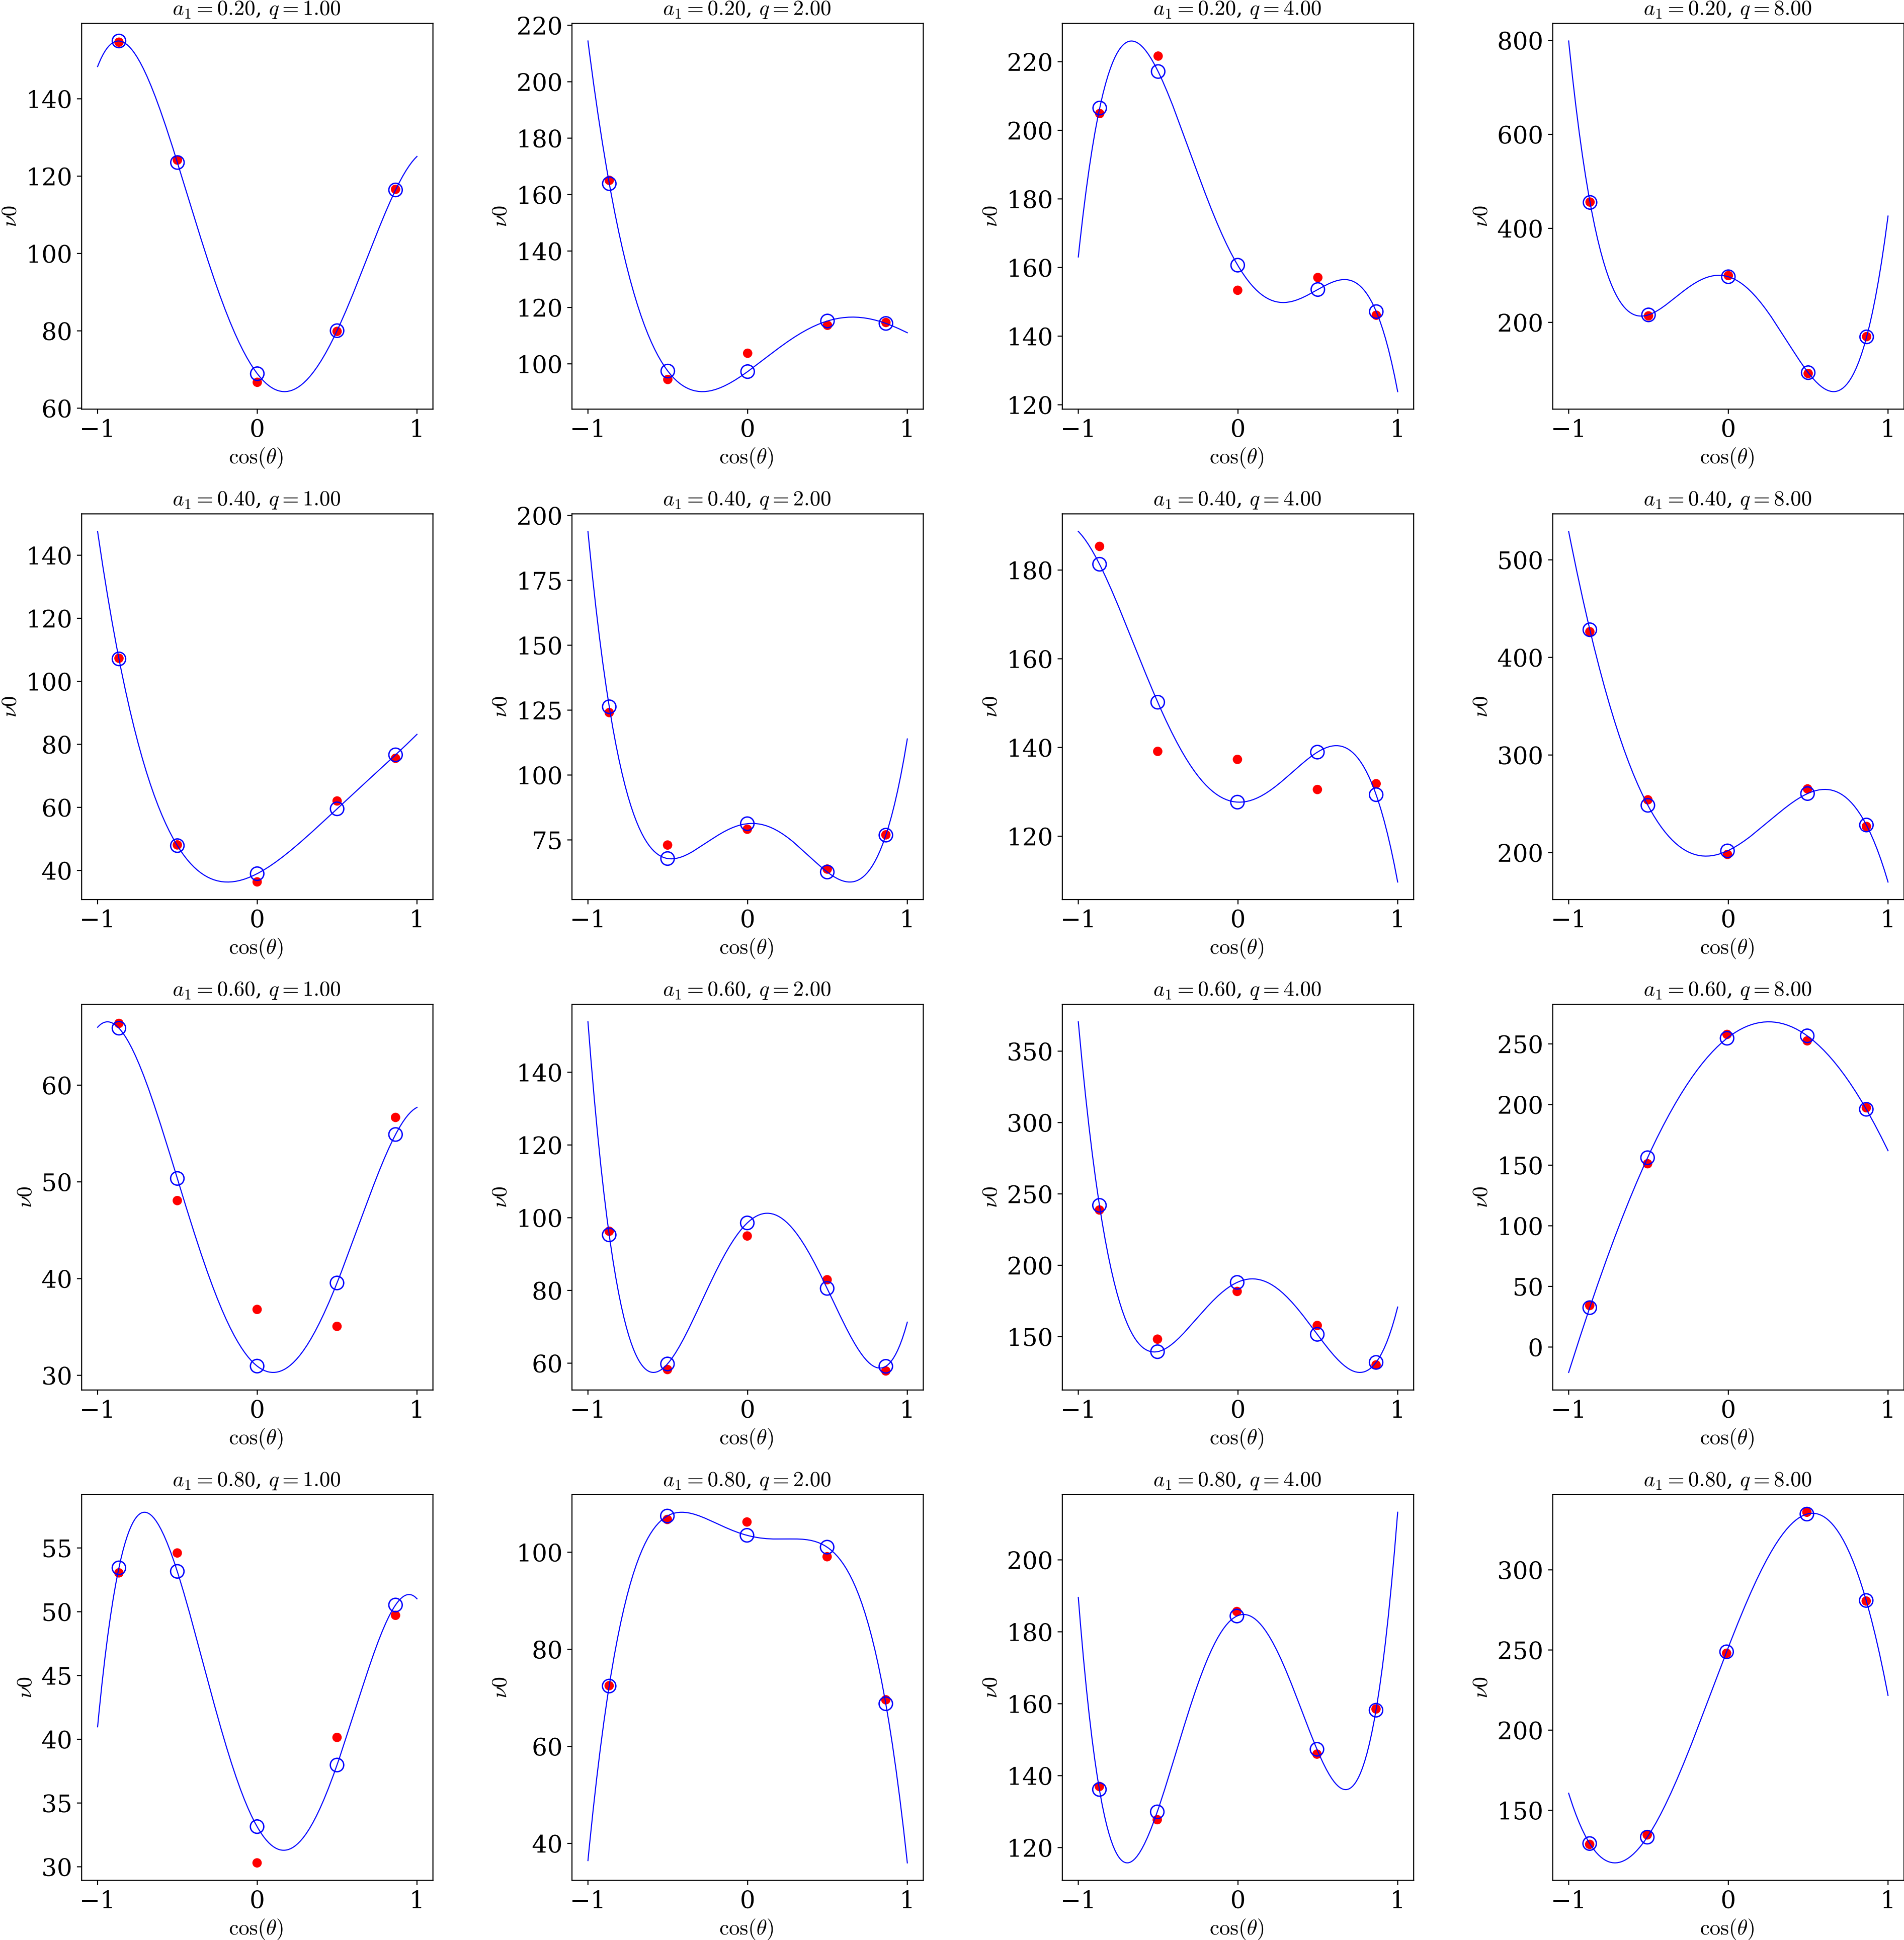 a₁ = 0.20, q = 1.00
140
120
100
80
60
ν0
−1 0 1
cos(θ)
a₁ = 0.20, q = 2.00
220
200
180
160
140
120
100
ν0
−1 0 1
cos(θ)
a₁ = 0.20, q = 4.00
220
200
180
160
140
120
ν0
−1 0 1
cos(θ)
a₁ = 0.20, q = 8.00
800
600
400
200
ν0
−1 0 1
cos(θ)
a₁ = 0.40, q = 1.00
140
120
100
80
60
40
ν0
−1 0 1
cos(θ)
a₁ = 0.40, q = 2.00
200
175
150
125
100
75
ν0
−1 0 1
cos(θ)
a₁ = 0.40, q = 4.00
180
160
140
120
ν0
−1 0 1
cos(θ)
a₁ = 0.40, q = 8.00
500
400
300
200
ν0
−1 0 1
cos(θ)
a₁ = 0.60, q = 1.00
60
50
40
30
ν0
−1 0 1
cos(θ)
a₁ = 0.60, q = 2.00
140
120
100
80
60
ν0
−1 0 1
cos(θ)
a₁ = 0.60, q = 4.00
350
300
250
200
150
ν0
−1 0 1
cos(θ)
a₁ = 0.60, q = 8.00
250
200
150
100
50
0
ν0
−1 0 1
cos(θ)
a₁ = 0.80, q = 1.00
55
50
45
40
35
30
ν0
−1 0 1
cos(θ)
a₁ = 0.80, q = 2.00
100
80
60
40
ν0
−1 0 1
cos(θ)
a₁ = 0.80, q = 4.00
200
180
160
140
120
ν0
−1 0 1
cos(θ)
a₁ = 0.80, q = 8.00
300
250
200
150
ν0
−1 0 1
cos(θ)